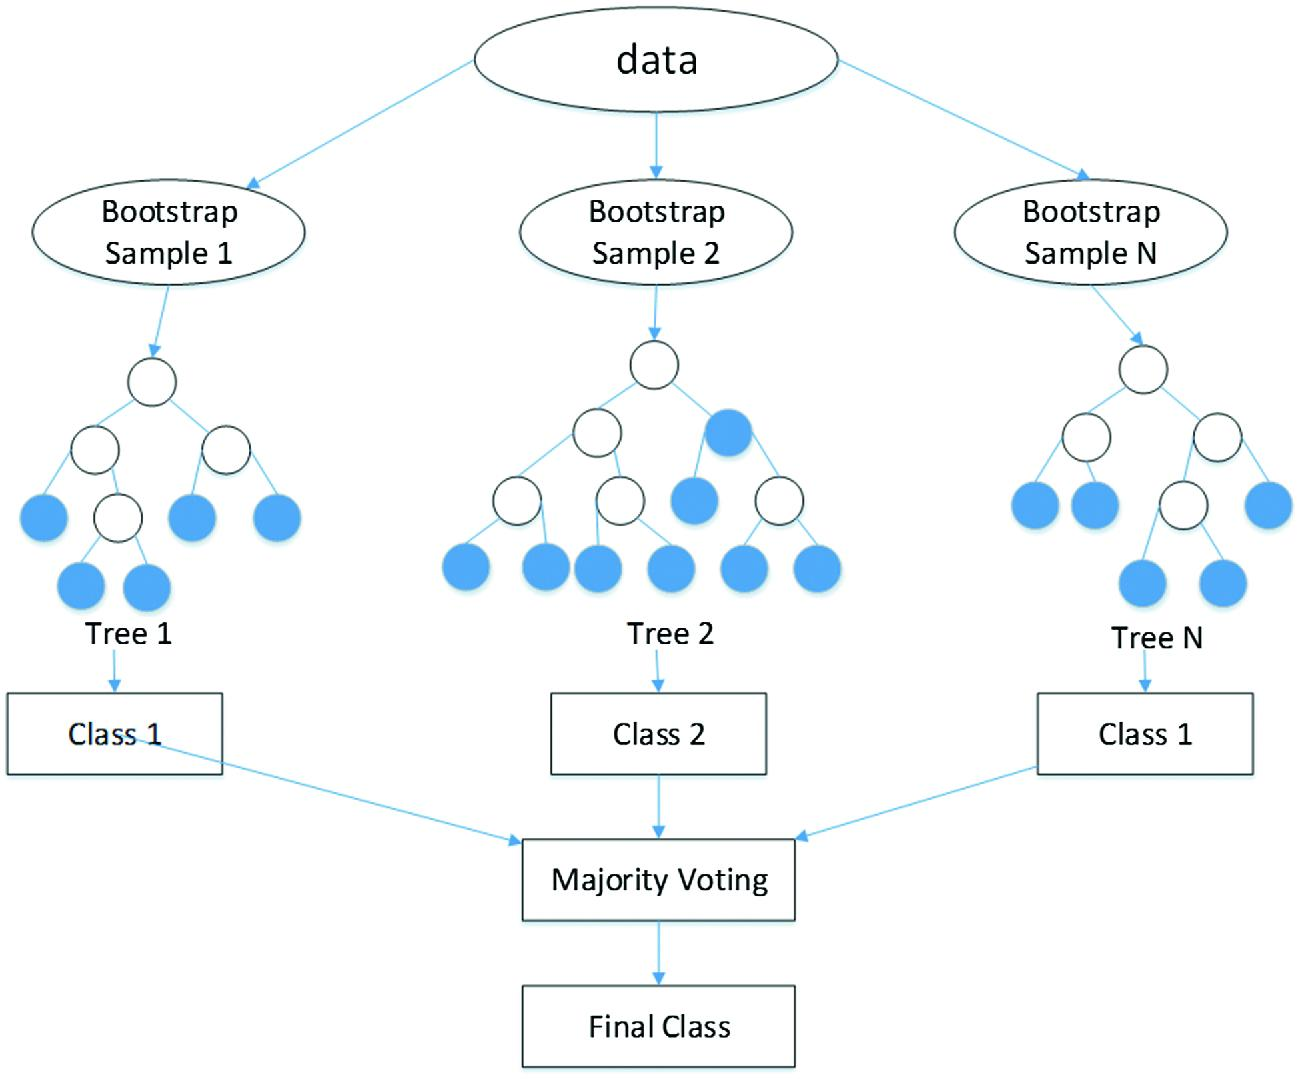 data
Bootstrap
Sample 1
Bootstrap
Sample 2
Bootstrap
Sample N
Tree 1
Tree 2
Tree N
Class 1
Class 2
Class 1
Majority Voting
Final Class